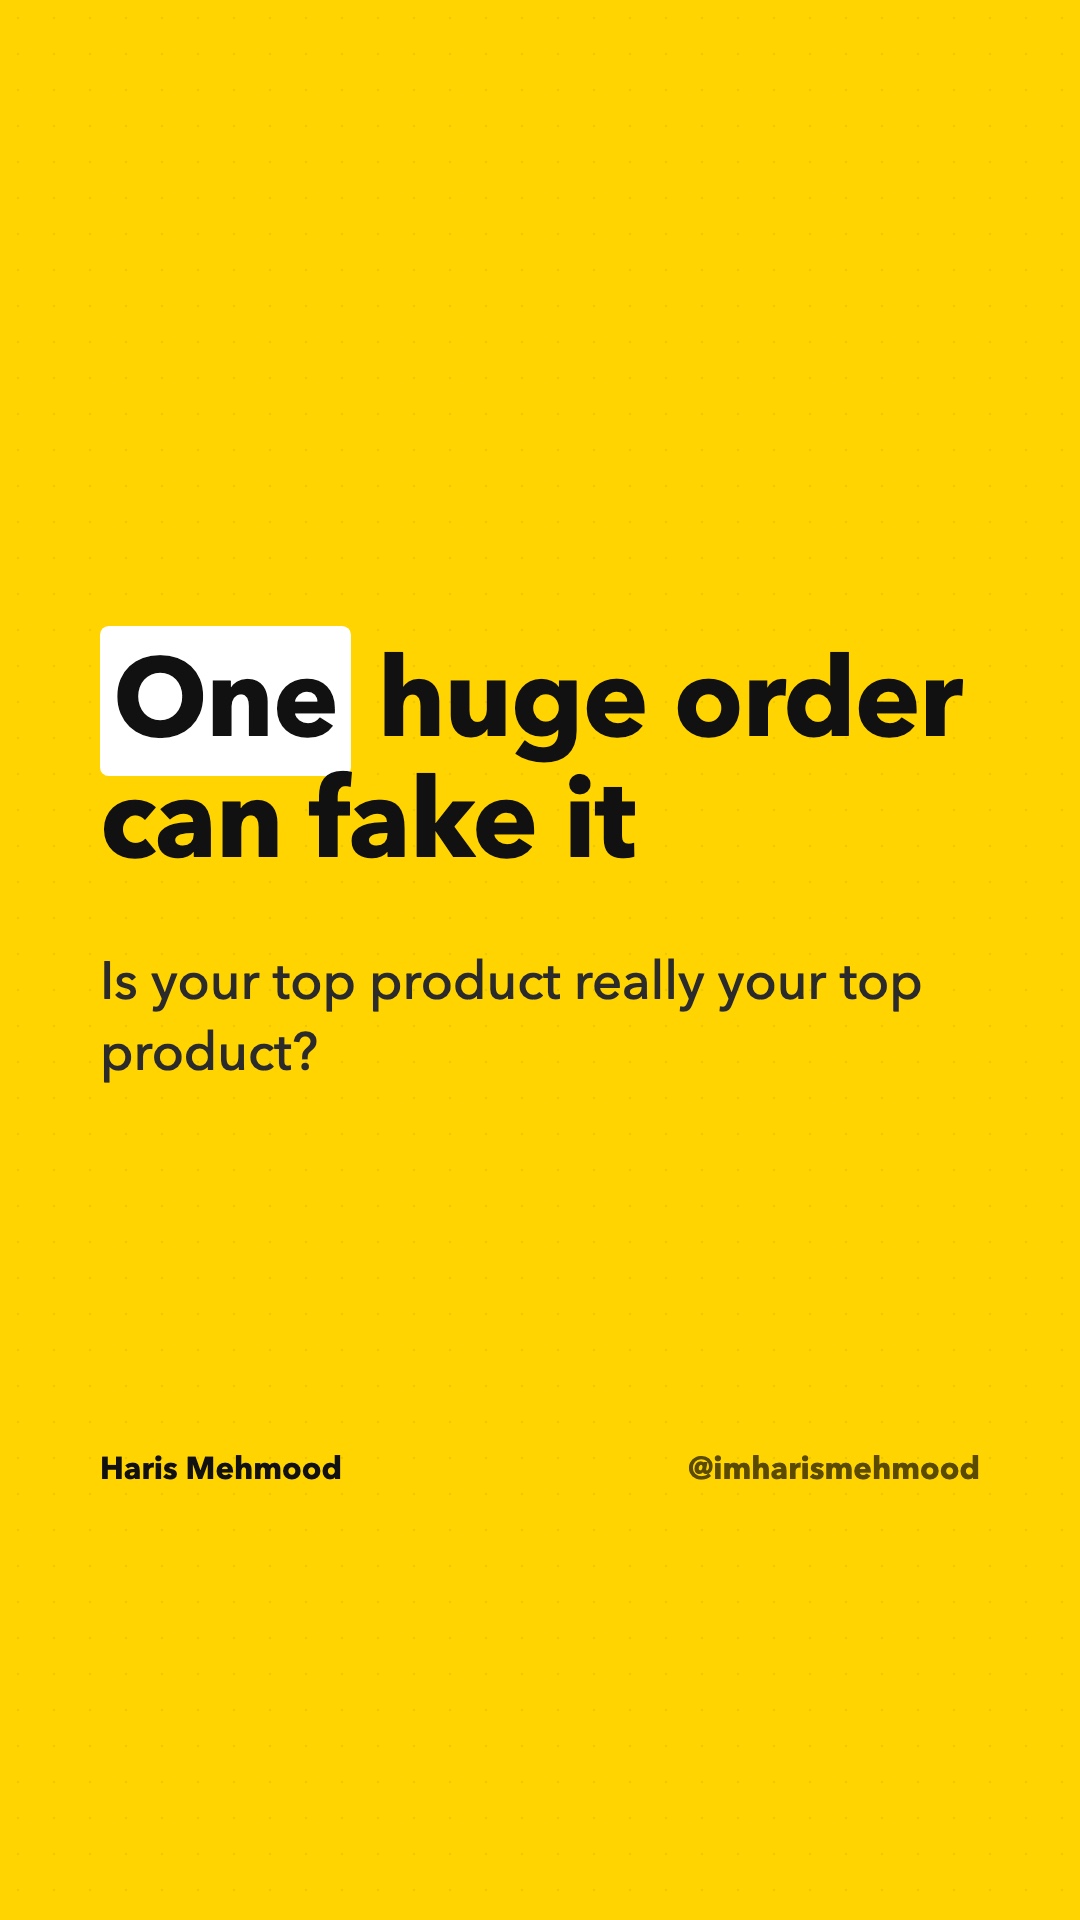 One huge order
can fake it
Is your top product really your top
product?
Haris Mehmood
@imharismehmood